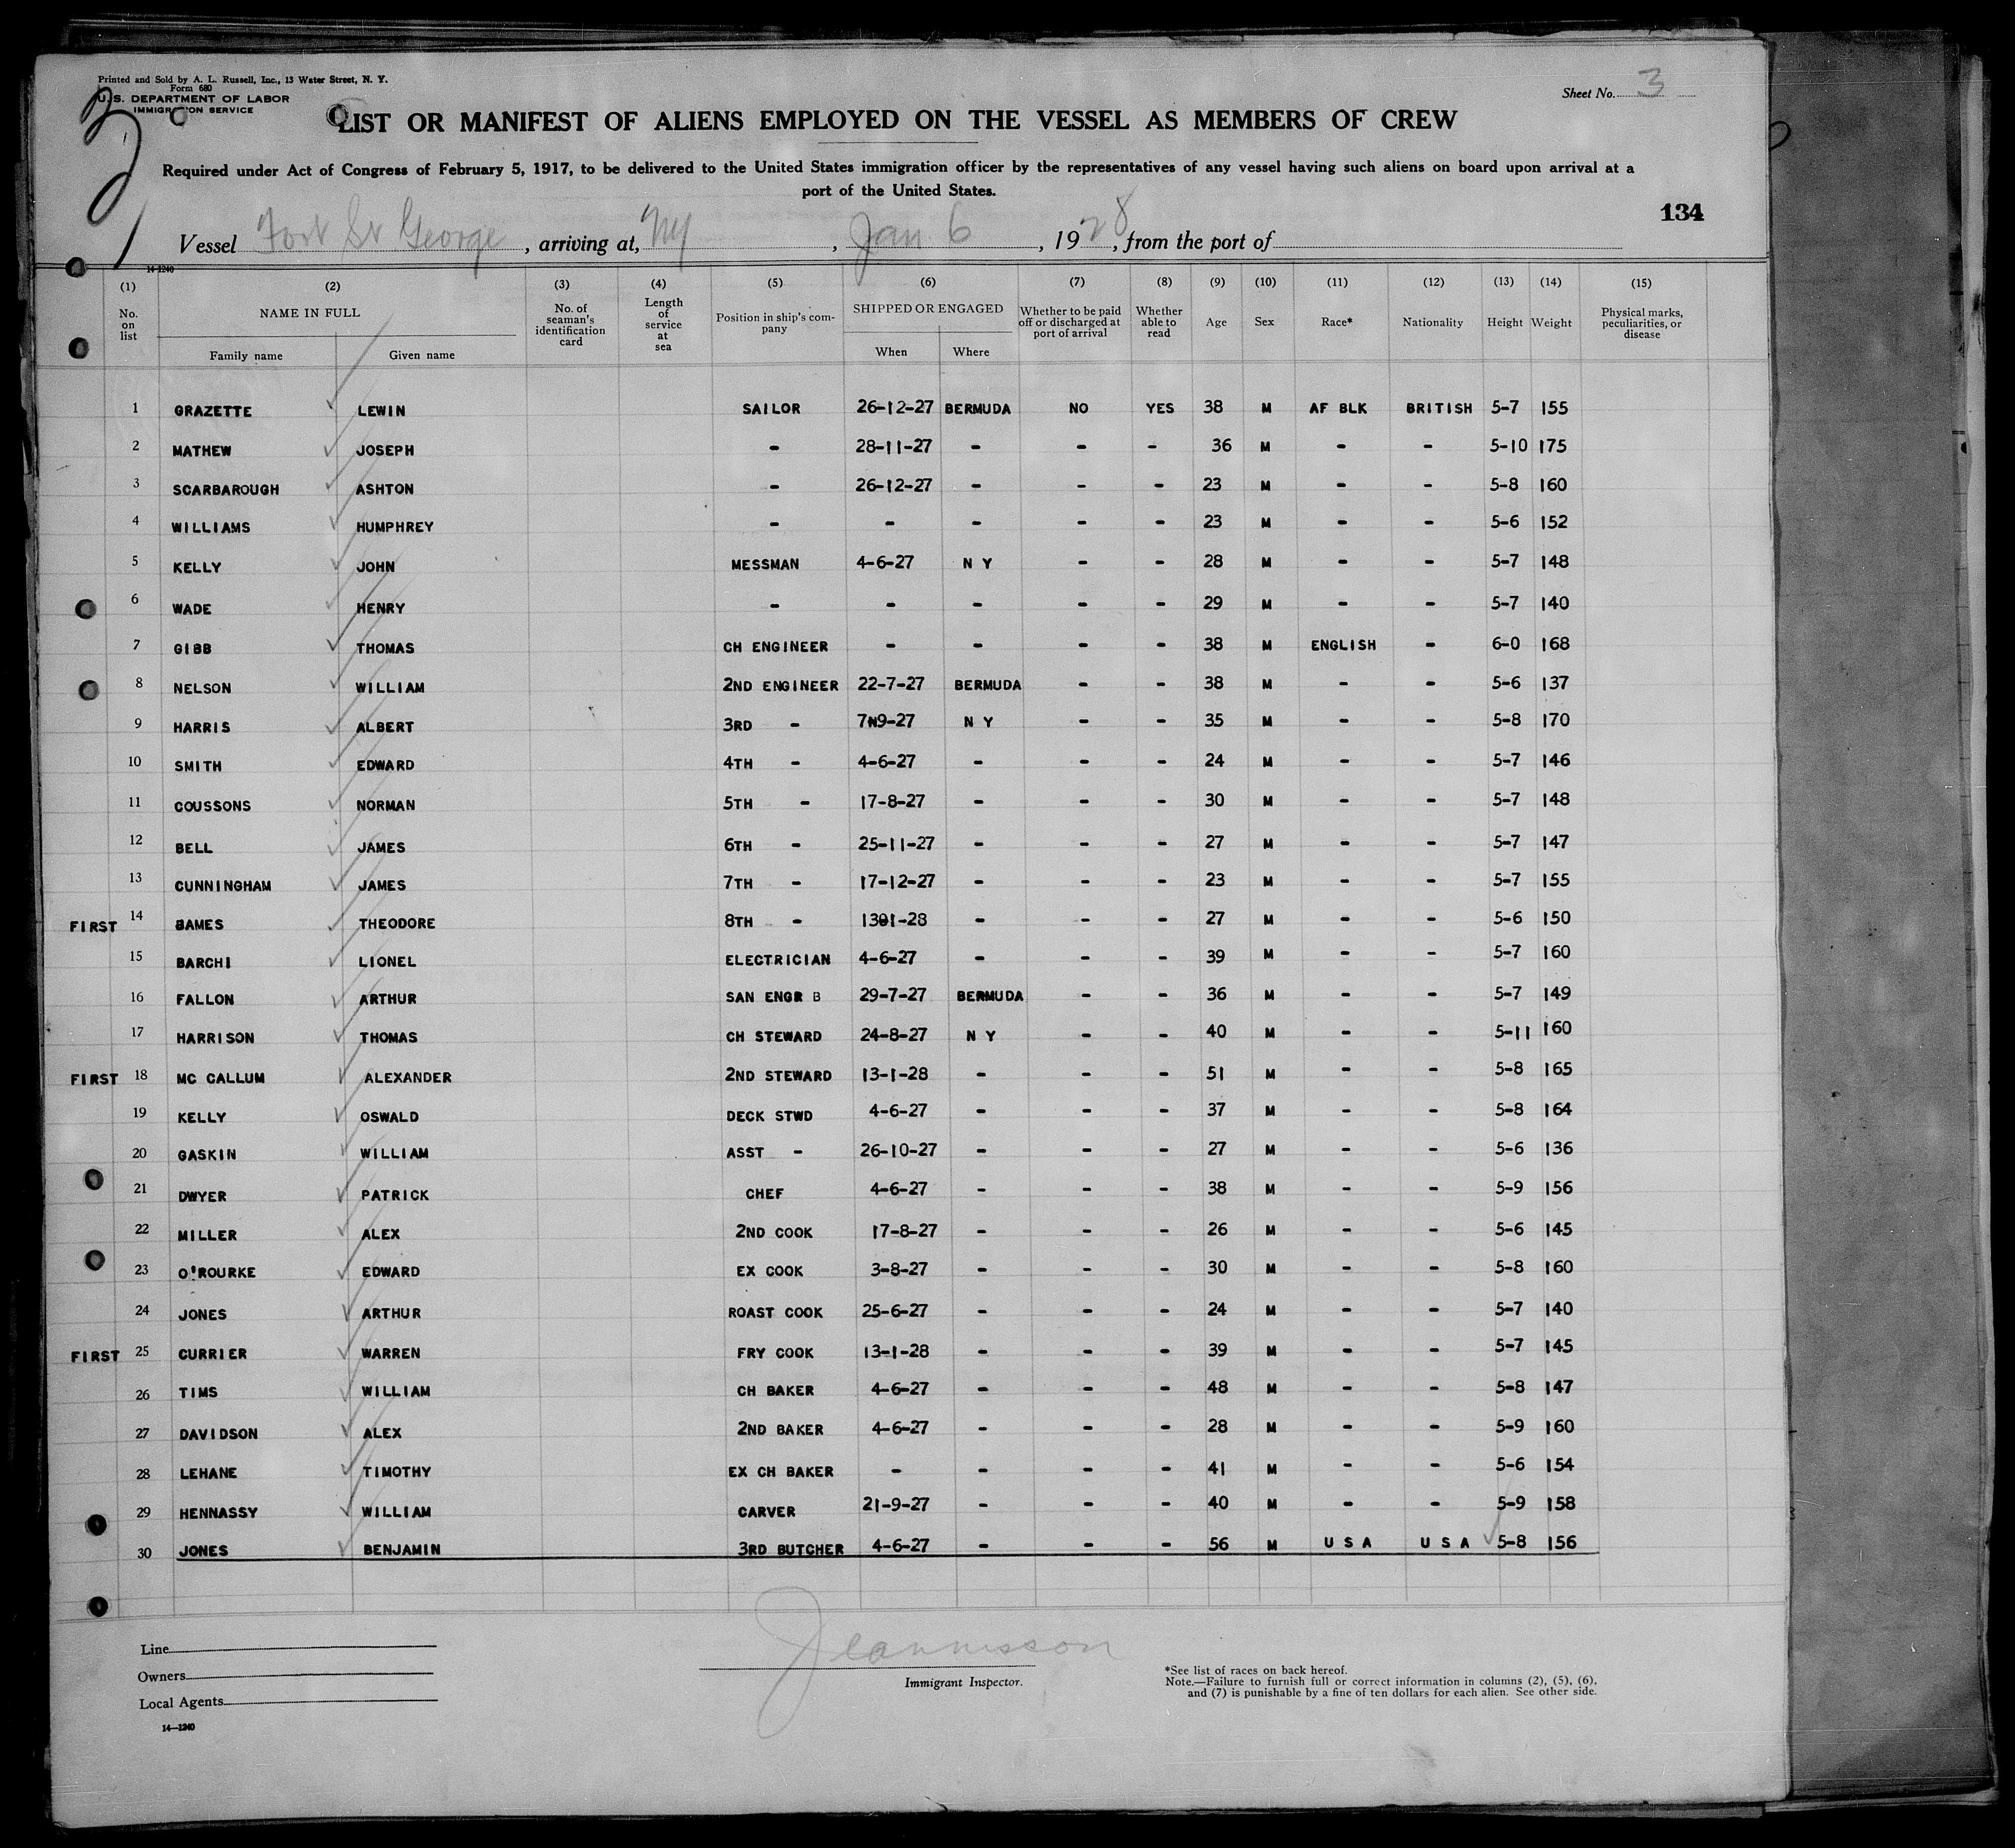 Printed and Sold by A. L. Russell, Inc., 13 Water Street, N. Y.
Form 680
U.S. DEPARTMENT OF LABOR
IMMIGRATION SERVICE
Sheet No. 3
LIST OR MANIFEST OF ALIENS EMPLOYED ON THE VESSEL AS MEMBERS OF CREW
Required under Act of Congress of February 5, 1917, to be delivered to the United States immigration officer by the representatives of any vessel having such aliens on board upon arrival at a
port of the United States.
134
Vessel Fort St George, arriving at, NY, Jan 6, 1928, from the port of
14-1240
(1) (2) (3) (4) (5) (6) (7) (8) (9) (10) (11) (12) (13) (14) (15)
No. on list NAME IN FULL No. of seaman's identification card Length of service at sea Position in ship's company SHIPPED OR ENGAGED Whether to be paid off or discharged at port of arrival Whether able to read Age Sex Race* Nationality Height Weight Physical marks, peculiarities, or disease
Family name Given name When Where
1 GRAZETTE LEWIN SAILOR 26-12-27 BERMUDA NO YES 38 M AF BLK BRITISH 5-7 155
2 MATHEW JOSEPH - 28-11-27 - - - 36 M - - 5-10 175
3 SCARBAROUGH ASHTON - 26-12-27 - - - 23 M - - 5-8 160
4 WILLIAMS HUMPHREY - - - - - 23 M - - 5-6 152
5 KELLY JOHN MESSMAN 4-6-27 N Y - - 28 M - - 5-7 148
6 WADE HENRY - - - - - 29 M - - 5-7 140
7 GIBB THOMAS CH ENGINEER - - - - 38 M ENGLISH - 6-0 168
8 NELSON WILLIAM 2ND ENGINEER 22-7-27 BERMUDA - - 38 M - - 5-6 137
9 HARRIS ALBERT 3RD - 7N9-27 N Y - - 35 M - - 5-8 170
10 SMITH EDWARD 4TH - 4-6-27 - - - 24 M - - 5-7 146
11 COUSSONS NORMAN 5TH - 17-8-27 - - - 30 M - - 5-7 148
12 BELL JAMES 6TH - 25-11-27 - - - 27 M - - 5-7 147
13 CUNNINGHAM JAMES 7TH - 17-12-27 - - - 23 M - - 5-7 155
FIRST 14 BAMES THEODORE 8TH - 1301-28 - - - 27 M - - 5-6 150
15 BARCHI LIONEL ELECTRICIAN 4-6-27 - - - 39 M - - 5-7 160
16 FALLON ARTHUR SAN ENGR B 29-7-27 BERMUDA - - 36 M - - 5-7 149
17 HARRISON THOMAS CH STEWARD 24-8-27 N Y - - 40 M - - 5-11 160
FIRST 18 MC CALLUM ALEXANDER 2ND STEWARD 13-1-28 - - - 51 M - - 5-8 165
19 KELLY OSWALD DECK STWD 4-6-27 - - - 37 M - - 5-8 164
20 GASKIN WILLIAM ASST - 26-10-27 - - - 27 M - - 5-6 136
21 DWYER PATRICK CHEF 4-6-27 - - - 38 M - - 5-9 156
22 MILLER ALEX 2ND COOK 17-8-27 - - - 26 M - - 5-6 145
23 O'ROURKE EDWARD EX COOK 3-8-27 - - - 30 M - - 5-8 160
24 JONES ARTHUR ROAST COOK 25-6-27 - - - 24 M - - 5-7 140
FIRST 25 CURRIER WARREN FRY COOK 13-1-28 - - - 39 M - - 5-7 145
26 TIMS WILLIAM CH BAKER 4-6-27 - - - 48 M - - 5-8 147
27 DAVIDSON ALEX 2ND BAKER 4-6-27 - - - 28 M - - 5-9 160
28 LEHANE TIMOTHY EX CH BAKER - - - - 41 M - - 5-6 154
29 HENNASSY WILLIAM CARVER 21-9-27 - - - 40 M - - 5-9 158
30 JONES BENJAMIN 3RD BUTCHER 4-6-27 - - - 56 M U S A U S A 5-8 156
Line
Owners
Local Agents
14-1240
Immigrant Inspector.
*See list of races on back hereof.
Note.—Failure to furnish full or correct information in columns (2), (5), (6),
and (7) is punishable by a fine of ten dollars for each alien. See other side.